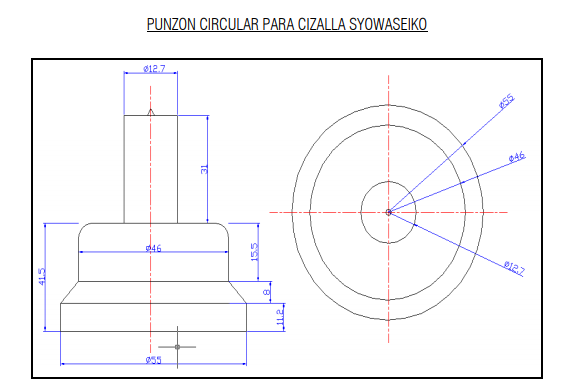 PUNZON CIRCULAR PARA CIZALLA SYOWASEIKO
Ø12.7
31
Ø46
15.5
41.5
8
11.2
Ø55
Ø55
Ø46
Ø12.7